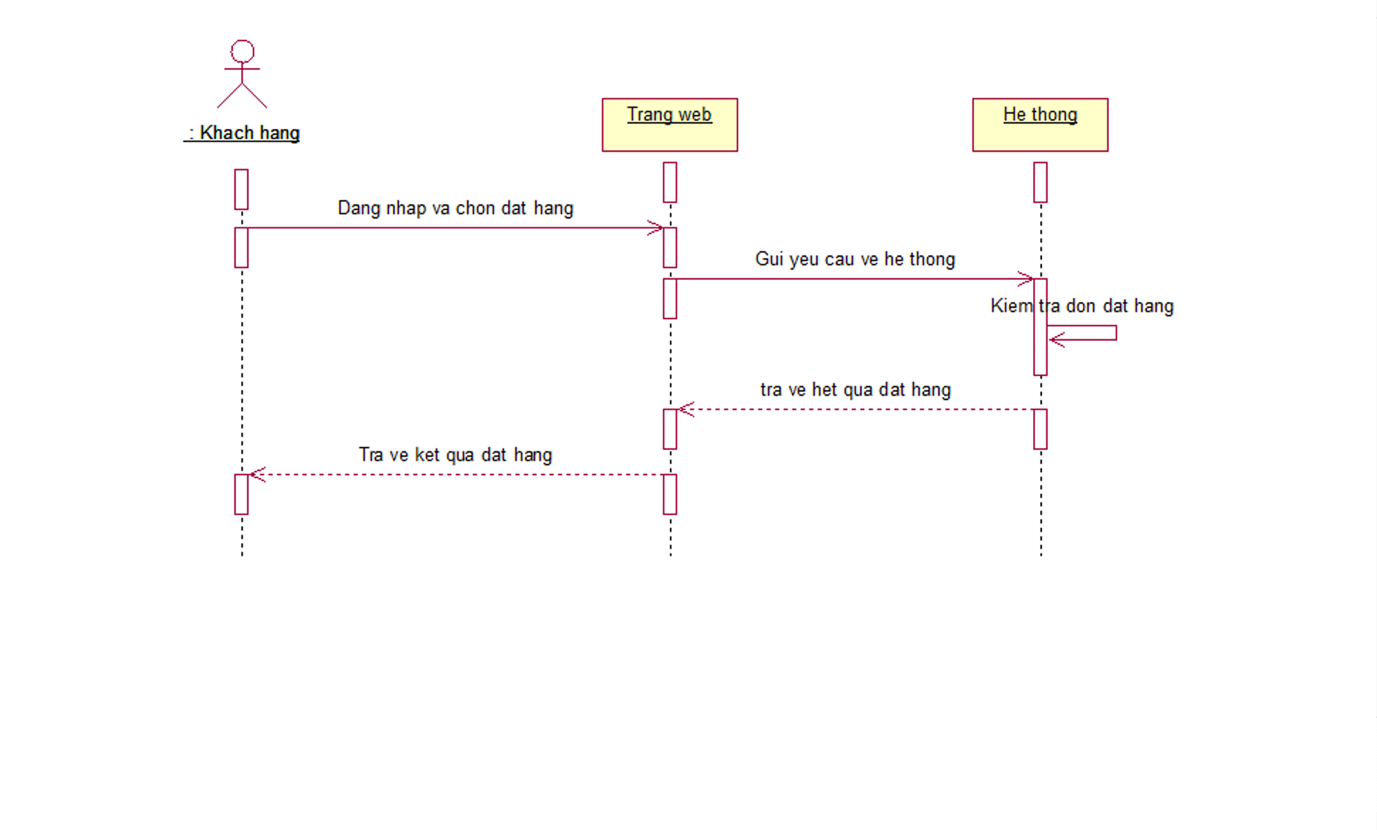 : Khach hang
Trang web
He thong
Dang nhap va chon dat hang
Gui yeu cau ve he thong
Kiem tra don dat hang
tra ve het qua dat hang
Tra ve ket qua dat hang